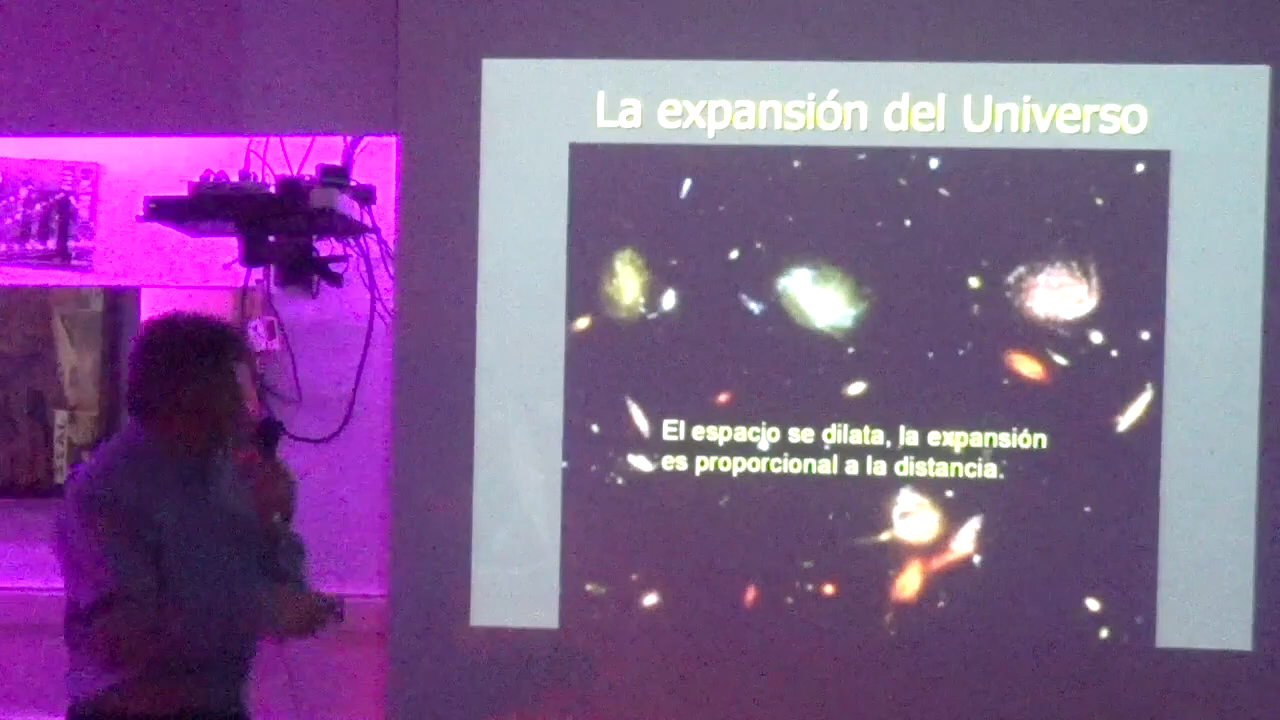 La expansión del Universo
El espacio se dilata, la expansión
es proporcional a la distancia.